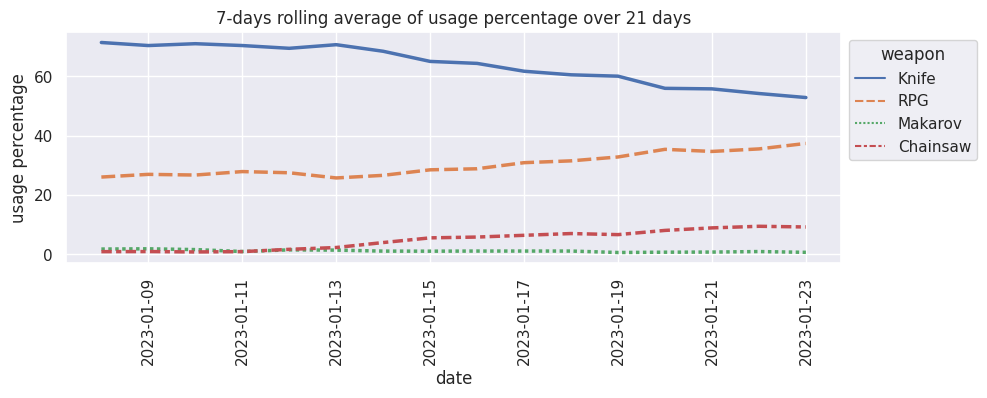 7-days rolling average of usage percentage over 21 days
usage percentage
60
40
20
0
2023-01-09
2023-01-11
2023-01-13
2023-01-15
2023-01-17
2023-01-19
2023-01-21
2023-01-23
date
weapon
Knife
RPG
Makarov
Chainsaw